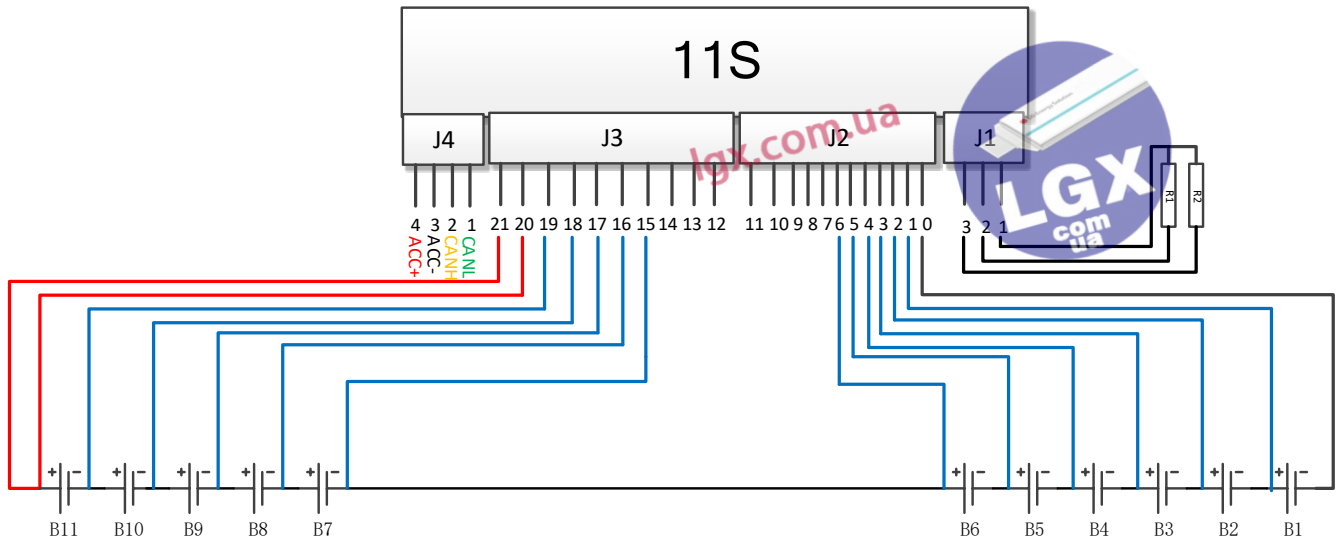 11S
J4 J3 J2 J1
lgx.com.ua
LGX
com
ua
R1 R2
4 3 2 1 21 20 19 18 17 16 15 14 13 12 11 10 9 8 7 6 5 4 3 2 1 0 3 2 1
ACC+ ACC- CANH CANL
+ - + - + - + - + - + - + - + - + - + - + -
B11 B10 B9 B8 B7 B6 B5 B4 B3 B2 B1